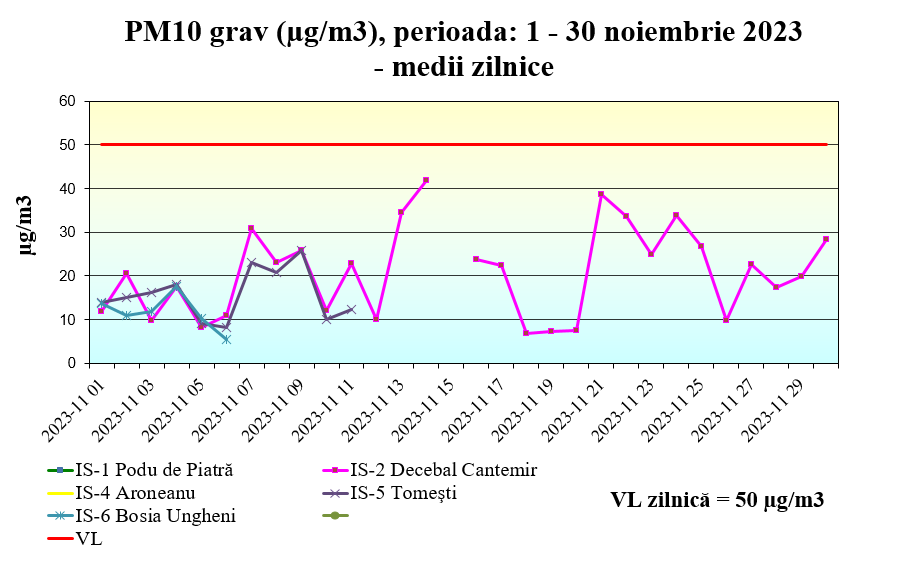 PM10 grav (µg/m3), perioada: 1 - 30 noiembrie 2023
- medii zilnice
µg/m3
60
50
40
30
20
10
0
2023-11 01
2023-11 03
2023-11 05
2023-11 07
2023-11 09
2023-11 11
2023-11 13
2023-11 15
2023-11 17
2023-11 19
2023-11 21
2023-11 23
2023-11 25
2023-11 27
2023-11 29
IS-1 Podu de Piatră
IS-2 Decebal Cantemir
IS-4 Aroneanu
IS-5 Tomeşti
IS-6 Bosia Ungheni
VL
VL zilnică = 50 µg/m3